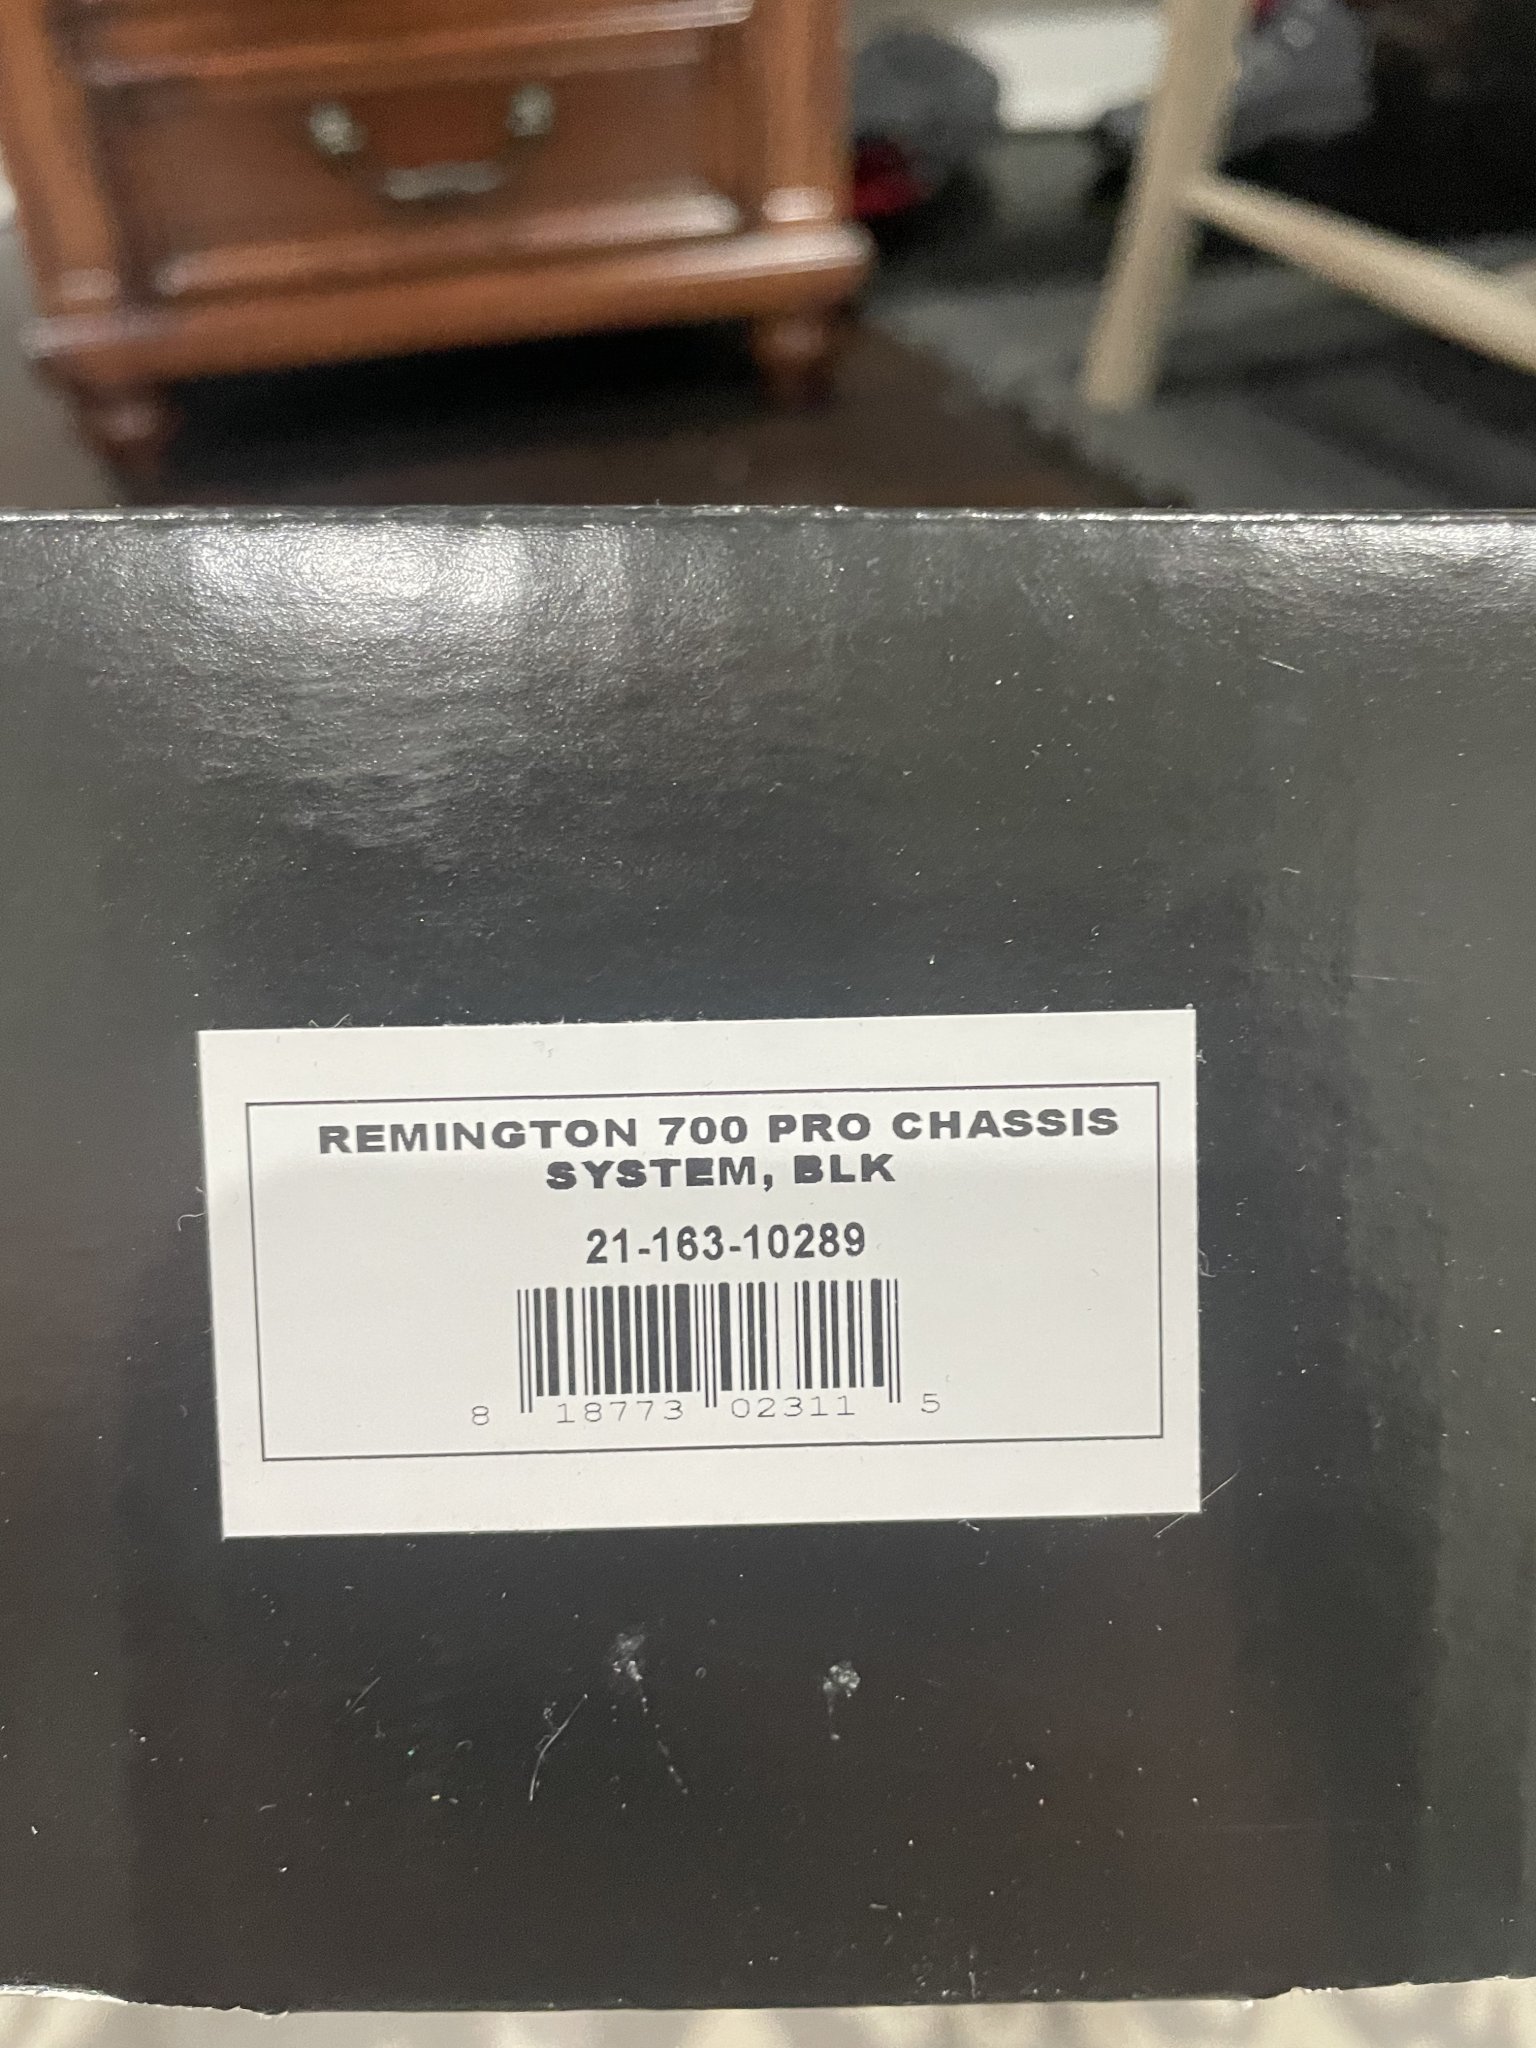 REMINGTON 700 PRO CHASSIS
SYSTEM, BLK
21-163-10289
8 18773 02311 5